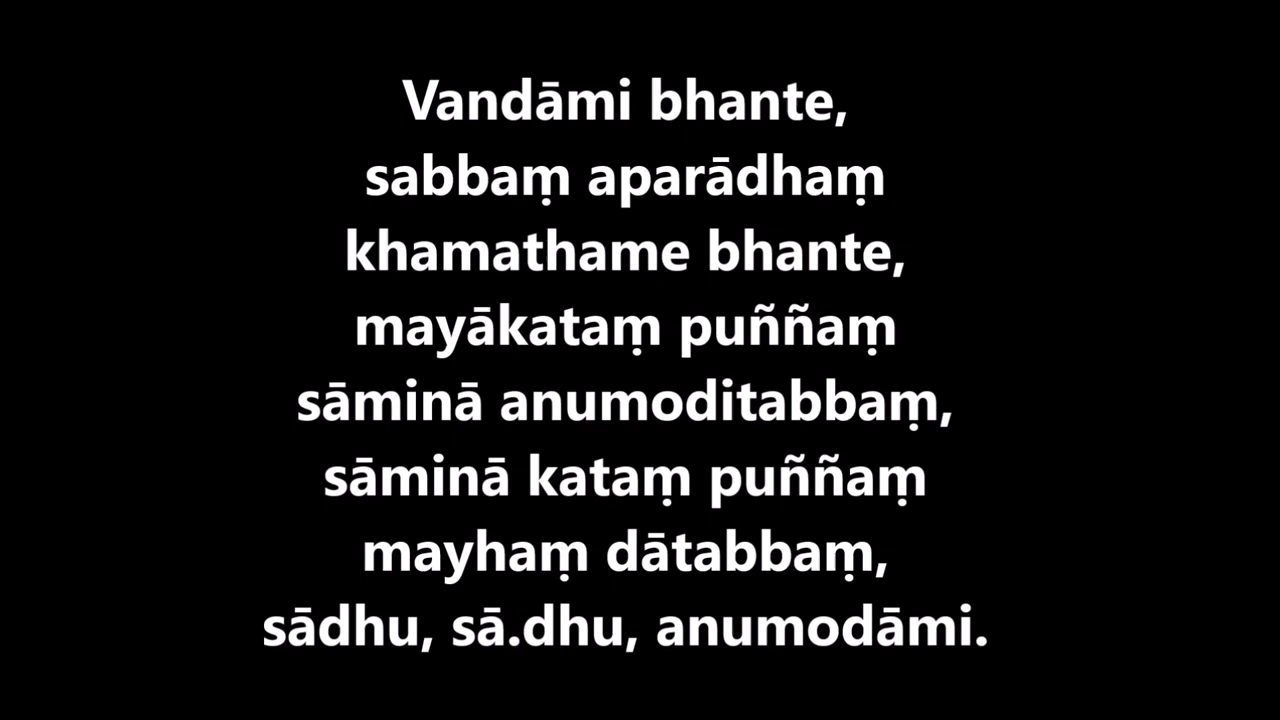 Vandāmi bhante,
sabbaṃ aparādhaṃ
khamathame bhante,
mayākataṃ puññaṃ
sāminā anumoditabbaṃ,
sāminā kataṃ puññaṃ
mayhaṃ dātabbaṃ,
sādhu, sā.dhu, anumodāmi.